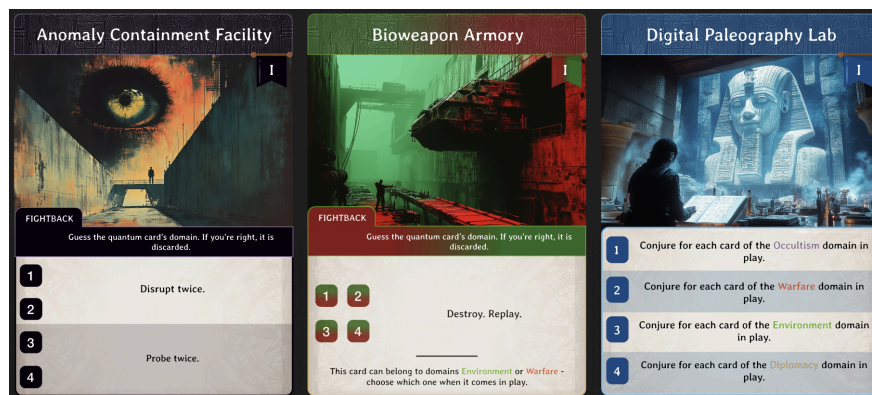 Anomaly Containment Facility
I
FIGHTBACK
Guess the quantum card's domain. If you're right, it is
discarded.
1
2
Disrupt twice.
3
4
Probe twice.
Bioweapon Armory
I
FIGHTBACK
Guess the quantum card's domain. If you're right, it is
discarded.
1 2
3 4
Destroy. Replay.
This card can belong to domains Environment or Warfare -
choose which one when it comes in play.
Digital Paleography Lab
I
1
Conjure for each card of the Occultism domain in
play.
2
Conjure for each card of the Warfare domain in
play.
3
Conjure for each card of the Environment domain
in play.
4
Conjure for each card of the Diplomacy domain in
play.